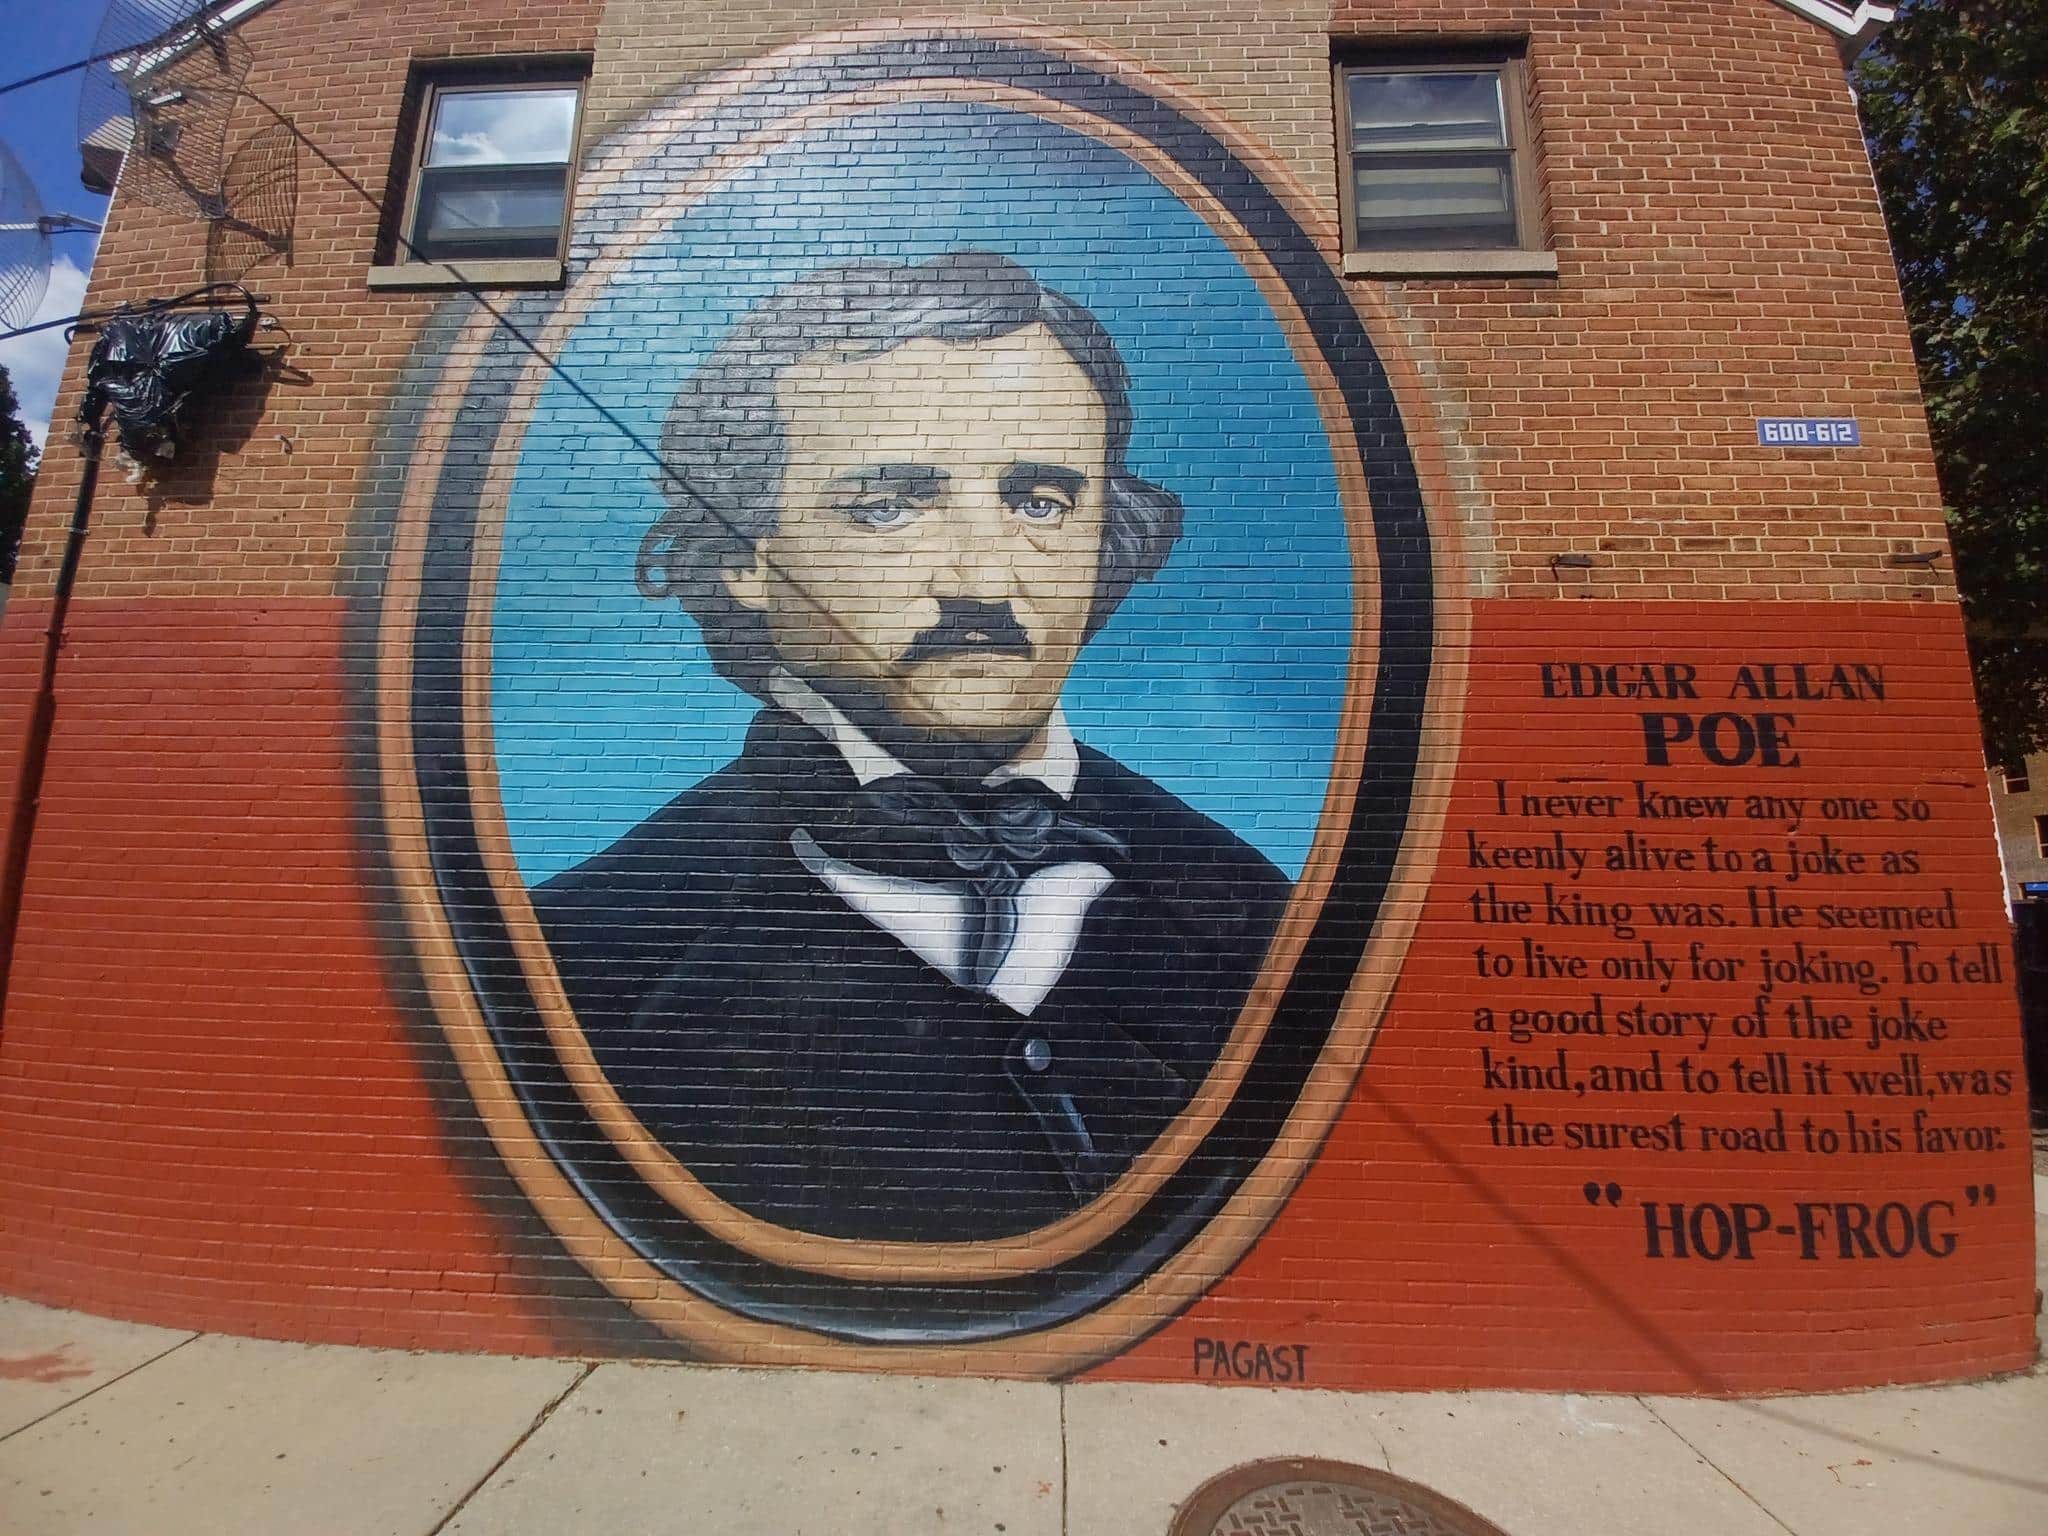 600-612
EDGAR ALLAN
POE
I never knew any one so
keenly alive to a joke as
the king was. He seemed
to live only for joking. To tell
a good story of the joke
kind, and to tell it well, was
the surest road to his favor.
"HOP-FROG"
PAGAST